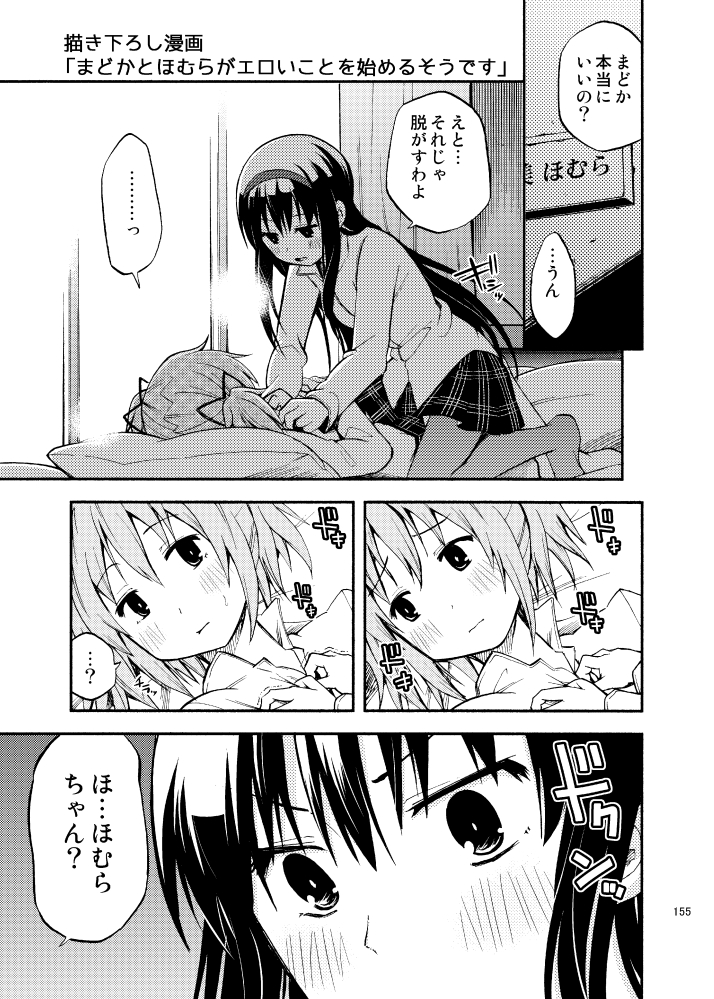 描き下ろし漫画
「まどかとほむらがエロいことを始めるそうです」
まどか
本当に
いいの?
美 ほむら
…うん
えと…
それじゃ
脱がすわよ
ギシッ
………っ
ドキ
ドキ
ドキ
ドキ
…?
ドクンッ
ほ…ほむら
ちゃん?
155